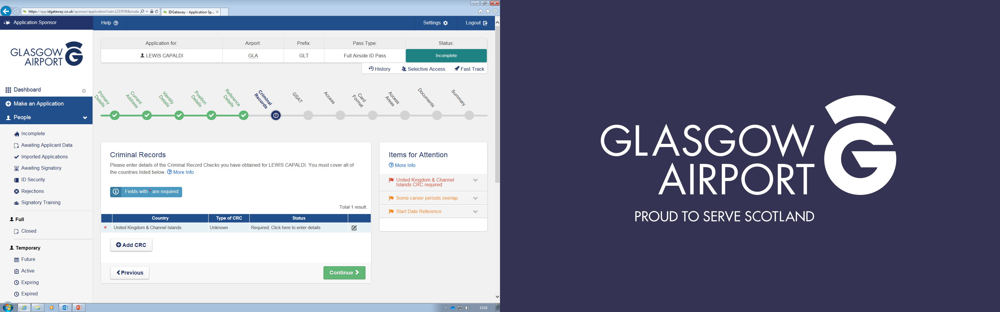 https://app.idgateway.co.uk/sponsor/application?uid=1237078&route
IDGateway - Application Sp...
Application Sponsor
Help
Settings
Logout
GLASGOW
AIRPORT
Dashboard
Make an Application
People
Incomplete
Awaiting Applicant Data
Imported Applications
Awaiting Signatory
ID Security
Rejections
Signatory Training
Full
Closed
Temporary
Future
Active
Expiring
Expired
Application for: Airport: Prefix: Pass Type: Status:
LEWIS CAPALDI GLA GLT Full Airside ID Pass Incomplete
History Selective Access Fast Track
Primary
Details
Current
Address
Identity
Details
Position
Details
Reference
Details
Criminal
Records
GSAT
Access
Card
Format
Access
Areas
Documents
Summary
Criminal Records
Please enter details of the Criminal Record Checks you have obtained for LEWIS CAPALDI. You must cover all of
the countries listed below. More Info
Fields with * are required
Total 1 result.
Country Type of CRC Status
United Kingdom & Channel Islands Unknown Required. Click here to enter details
Add CRC
Previous
Continue
Items for Attention
More Info
United Kingdom & Channel
Islands CRC required
Some career periods overlap
Start Date Reference
15:01
GLASGOW
AIRPORT
PROUD TO SERVE SCOTLAND